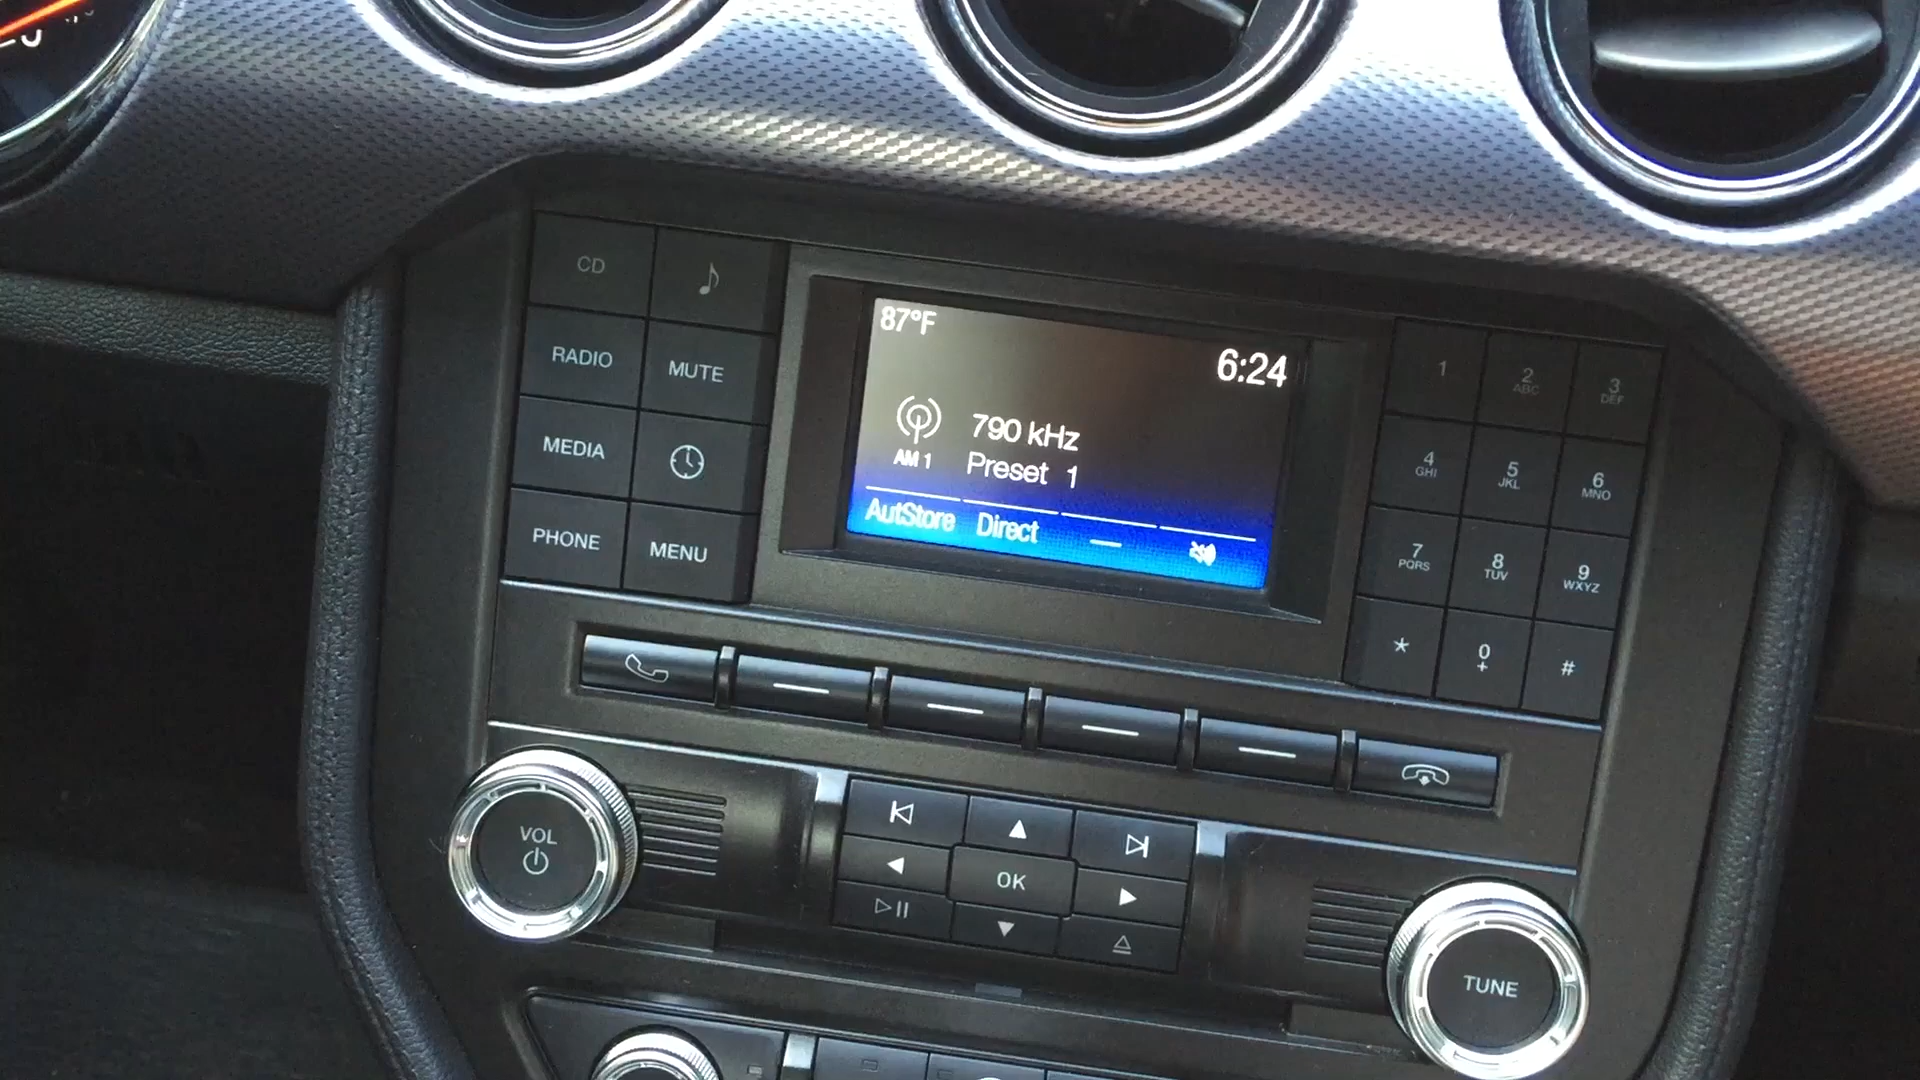 CD
RADIO
MUTE
MEDIA
PHONE
MENU
87°F
6:24
790 kHz
AM 1
Preset 1
AutStore Direct
1
2
ABC
3
DEF
4
GHI
5
JKL
6
MNO
7
PQRS
8
TUV
9
WXYZ
*
0
+
#
VOL
OK
TUNE